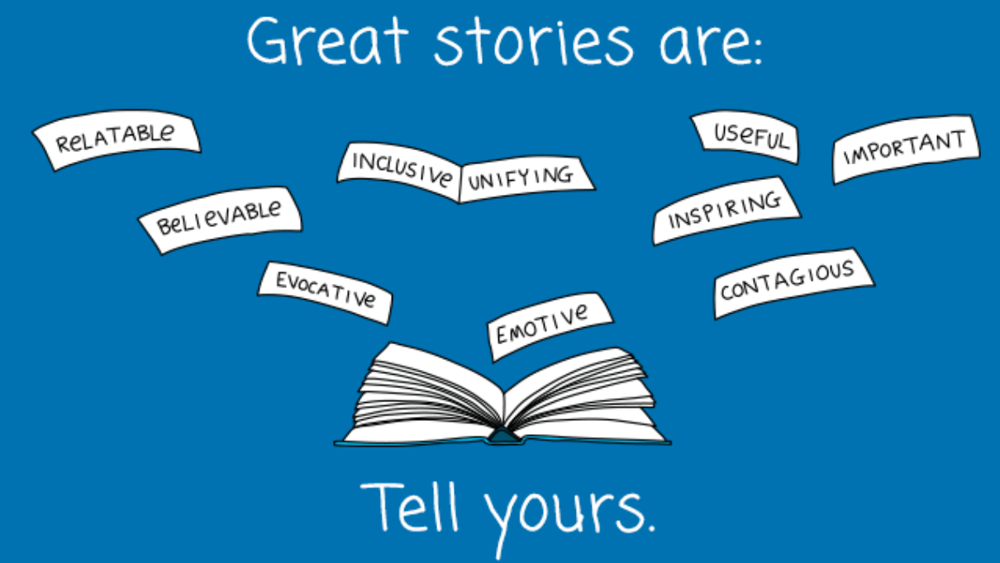 Great stories are:
RELATABLE
BELIEVABLE
EVOCATIVE
INCLUSIVE UNIFYING
EMOTIVE
USEFUL
IMPORTANT
INSPIRING
CONTAGIOUS
Tell yours.